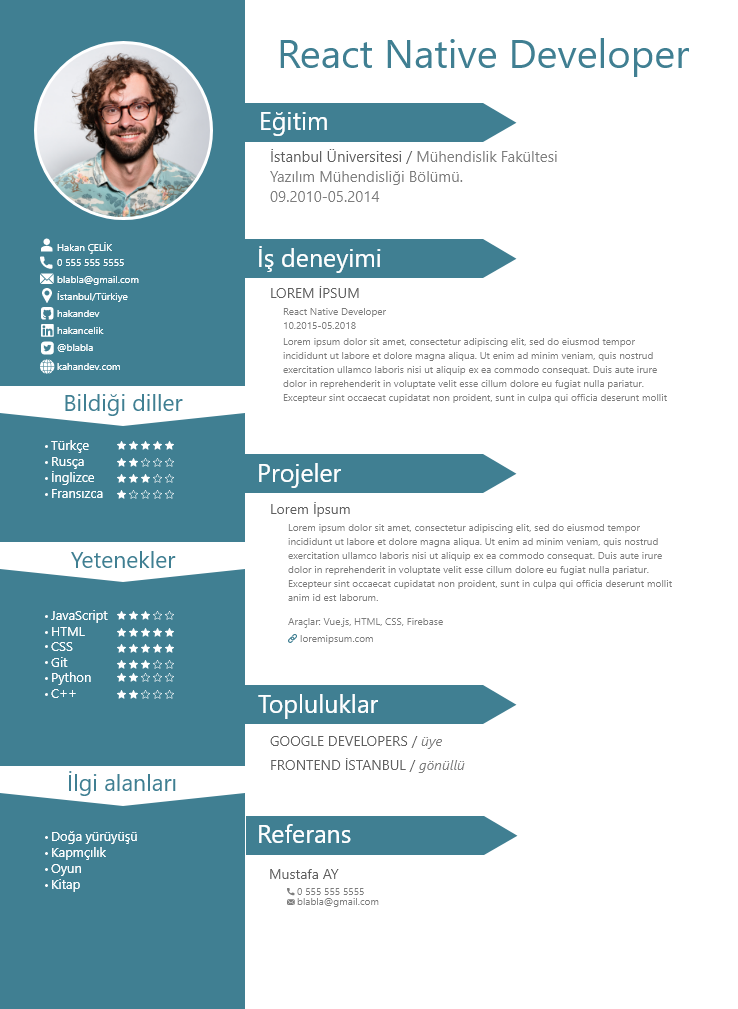 React Native Developer
Hakan ÇELİK
0 555 555 5555
blabla@gmail.com
İstanbul/Türkiye
hakandev
hakancelik
@blabla
kahandev.com
Bildiği diller
• Türkçe
• Rusça
• İnglizce
• Fransızca
Yetenekler
• JavaScript
• HTML
• CSS
• Git
• Python
• C++
İlgi alanları
• Doğa yürüyüşü
• Kapmçılık
• Oyun
• Kitap
Eğitim
İstanbul Üniversitesi / Mühendislik Fakültesi
Yazılım Mühendisliği Bölümü.
09.2010-05.2014
İş deneyimi
LOREM İPSUM
React Native Developer
10.2015-05.2018
Lorem ipsum dolor sit amet, consectetur adipiscing elit, sed do eiusmod tempor
incididunt ut labore et dolore magna aliqua. Ut enim ad minim veniam, quis nostrud
exercitation ullamco laboris nisi ut aliquip ex ea commodo consequat. Duis aute irure
dolor in reprehenderit in voluptate velit esse cillum dolore eu fugiat nulla pariatur.
Excepteur sint occaecat cupidatat non proident, sunt in culpa qui officia deserunt mollit
Projeler
Lorem İpsum
Lorem ipsum dolor sit amet, consectetur adipiscing elit, sed do eiusmod tempor
incididunt ut labore et dolore magna aliqua. Ut enim ad minim veniam, quis nostrud
exercitation ullamco laboris nisi ut aliquip ex ea commodo consequat. Duis aute irure
dolor in reprehenderit in voluptate velit esse cillum dolore eu fugiat nulla pariatur.
Excepteur sint occaecat cupidatat non proident, sunt in culpa qui officia deserunt mollit
anim id est laborum.
Araçlar: Vue.js, HTML, CSS, Firebase
loremipsum.com
Topluluklar
GOOGLE DEVELOPERS / üye
FRONTEND İSTANBUL / gönüllü
Referans
Mustafa AY
0 555 555 5555
blabla@gmail.com